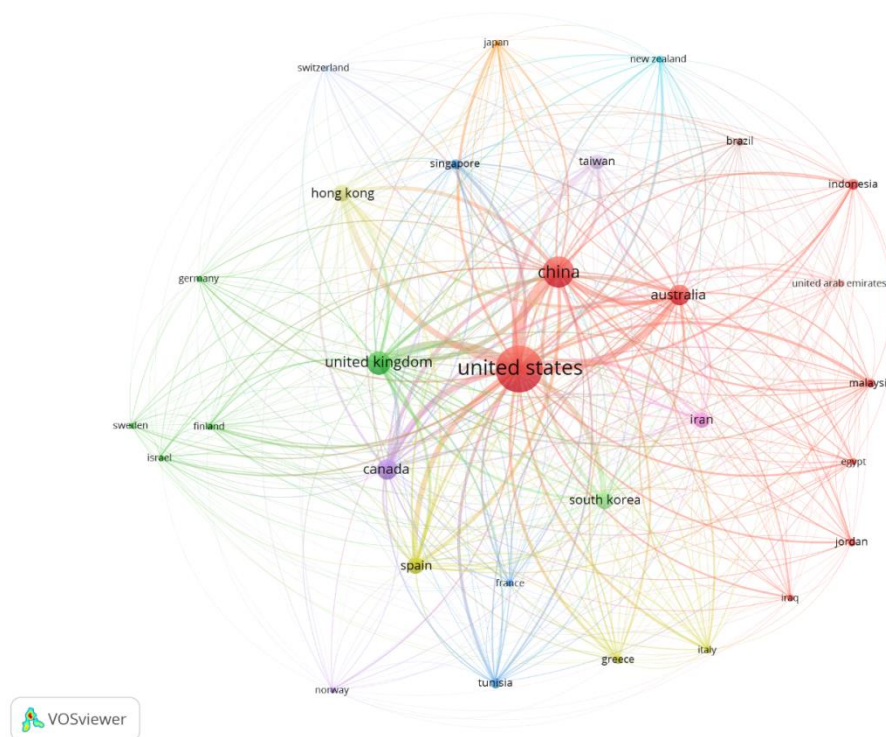 japan
new zealand
switzerland
brazil
singapore
taiwan
indonesia
hong kong
germany
china
united arab emirates
australia
united kingdom
united states
malaysi
sweden
finland
iran
israel
canada
egypt
south korea
jordan
spain
france
iraq
italy
greece
tunisia
norway
VOSviewer